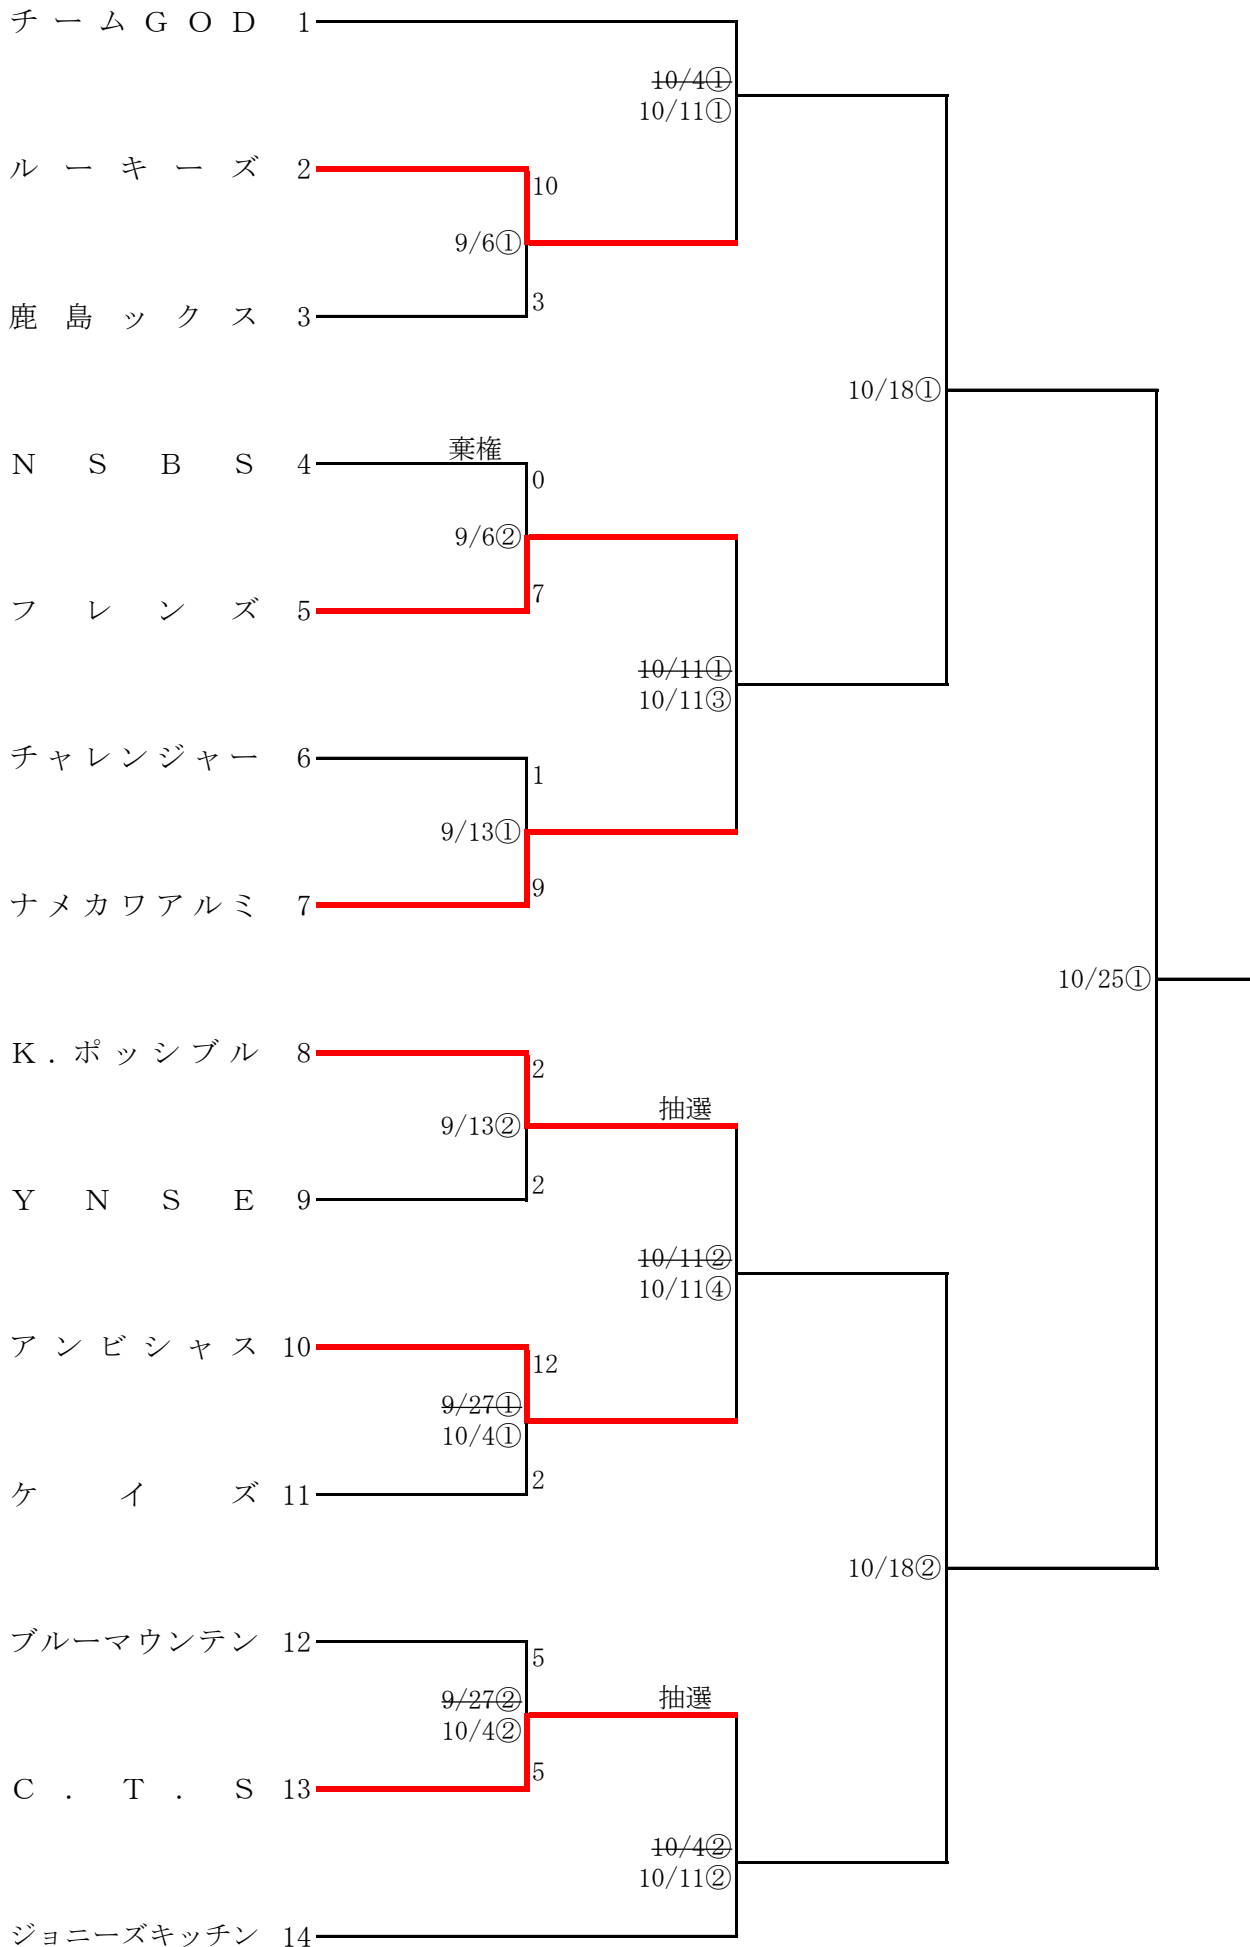 チームＧＯＤ 1
10/4①
10/11①
ルーキーズ 2
10
9/6①
3
鹿島ックス 3
10/18①
ＮＳＢＳ 4
棄権
0
9/6②
7
フレンズ 5
10/11①
10/11③
チャレンジャー 6
1
9/13①
9
ナメカワアルミ 7
10/25①
Ｋ．ポッシブル 8
2
抽選
9/13②
2
ＹＮＳＥ 9
10/11②
10/11④
アンビシャス 10
12
9/27①
10/4①
2
ケイズ 11
10/18②
ブルーマウンテン 12
5
抽選
9/27②
10/4②
5
Ｃ．Ｔ．Ｓ 13
10/4②
10/11②
ジョニーズキッチン 14